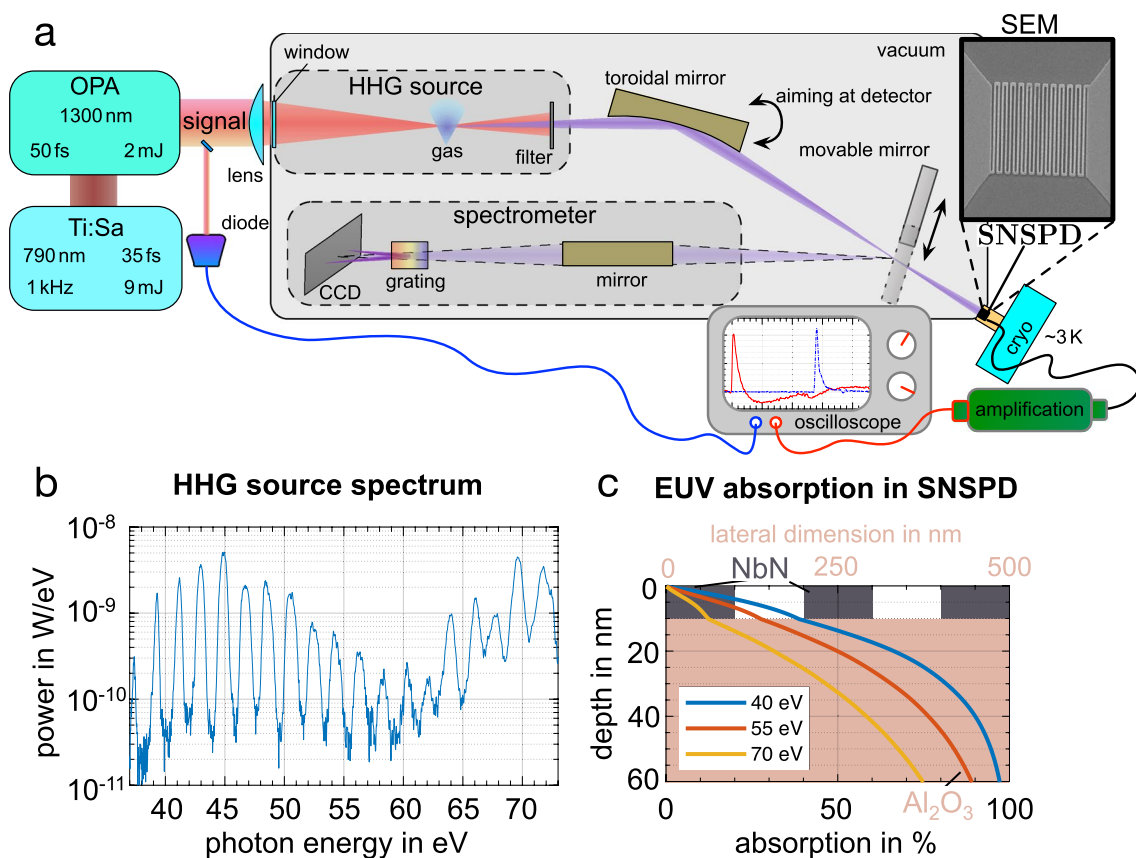 a
OPA
1300 nm
50 fs 2 mJ
Ti:Sa
790 nm 35 fs
1 kHz 9 mJ
signal
lens
diode
window
HHG source
gas
filter
toroidal mirror
vacuum
aiming at detector
movable mirror
SEM
SNSPD
spectrometer
CCD
grating
mirror
cryo
~3 K
oscilloscope
amplification
b
HHG source spectrum
10-8
10-9
10-10
10-11
power in W/eV
40 45 50 55 60 65 70
photon energy in eV
c
EUV absorption in SNSPD
lateral dimension in nm
0 250 500
NbN
0
20
40
60
depth in nm
40 eV
55 eV
70 eV
Al2O3
0 50 100
absorption in %